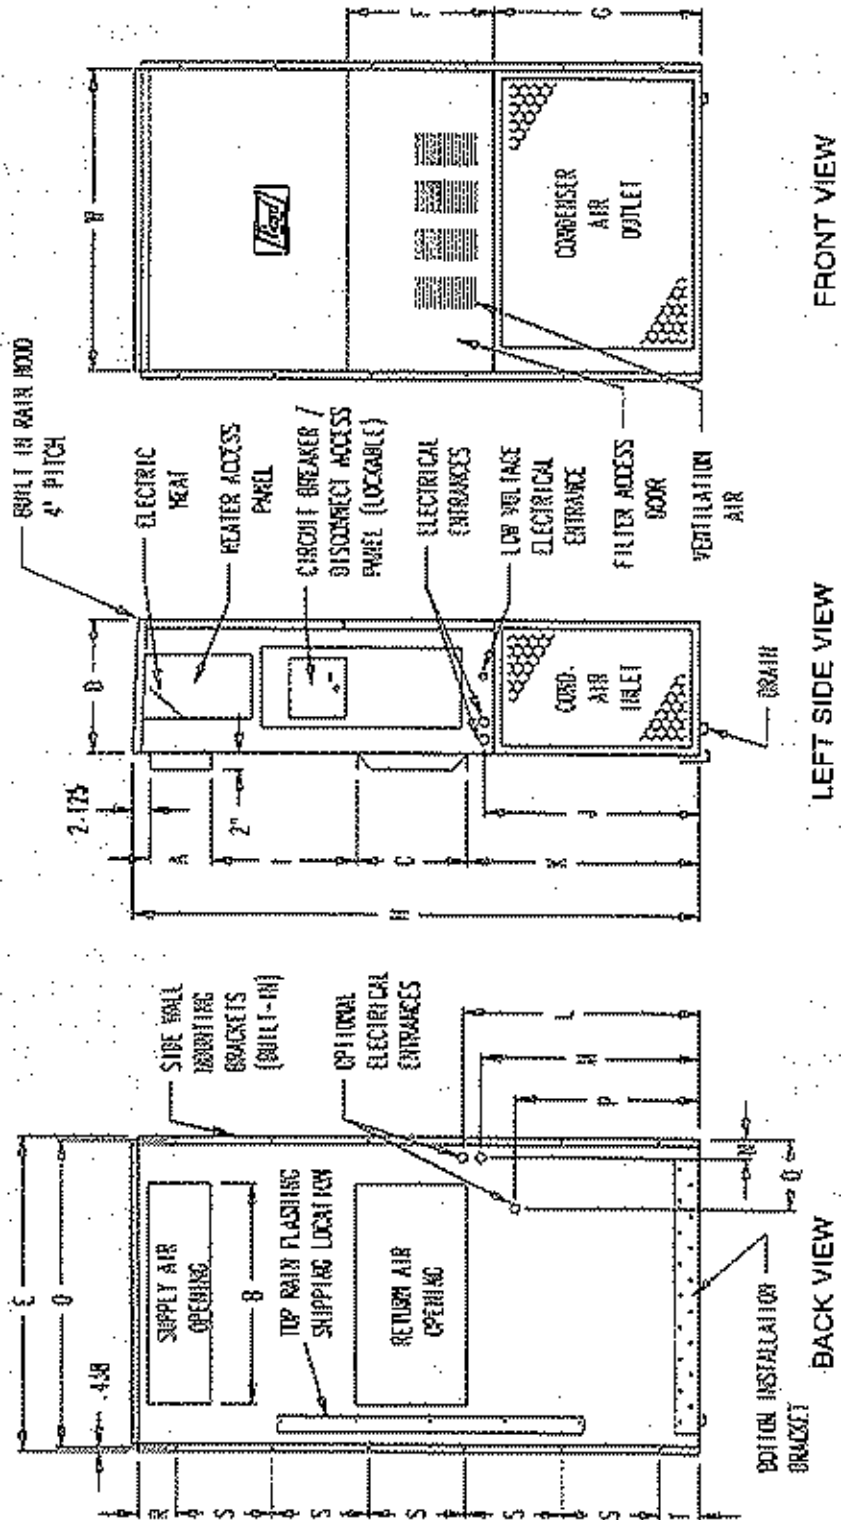 W
F
G
Bard
CONDENSER
AIR
OUTLET
FRONT VIEW
BUILT IN RAIN HOOD
4° PITCH
ELECTRIC
HEAT
HEATER ACCESS
PANEL
CIRCUIT BREAKER /
DISCONNECT ACCESS
PANEL (LOCKABLE)
ELECTRICAL
ENTRANCES
LOW VOLTAGE
ELECTRICAL
ENTRANCE
FILTER ACCESS
DOOR
VENTILATION
AIR
D
2.125
A
2"
I
C
K
J
H
COND.
AIR
INLET
DRAIN
LEFT SIDE VIEW
SIDE WALL
MOUNTING
BRACKETS
(BUILT-IN)
OPTIONAL
ELECTRICAL
ENTRANCES
L
M
P
N
Q
E
O
.438
SUPPLY AIR
OPENING
B
TOP RAIN FLASHING
SHIPPING LOCATION
RETURN AIR
OPENING
R
S
S
S
S
S
T
BOTTOM INSTALLATION
BRACKET
BACK VIEW